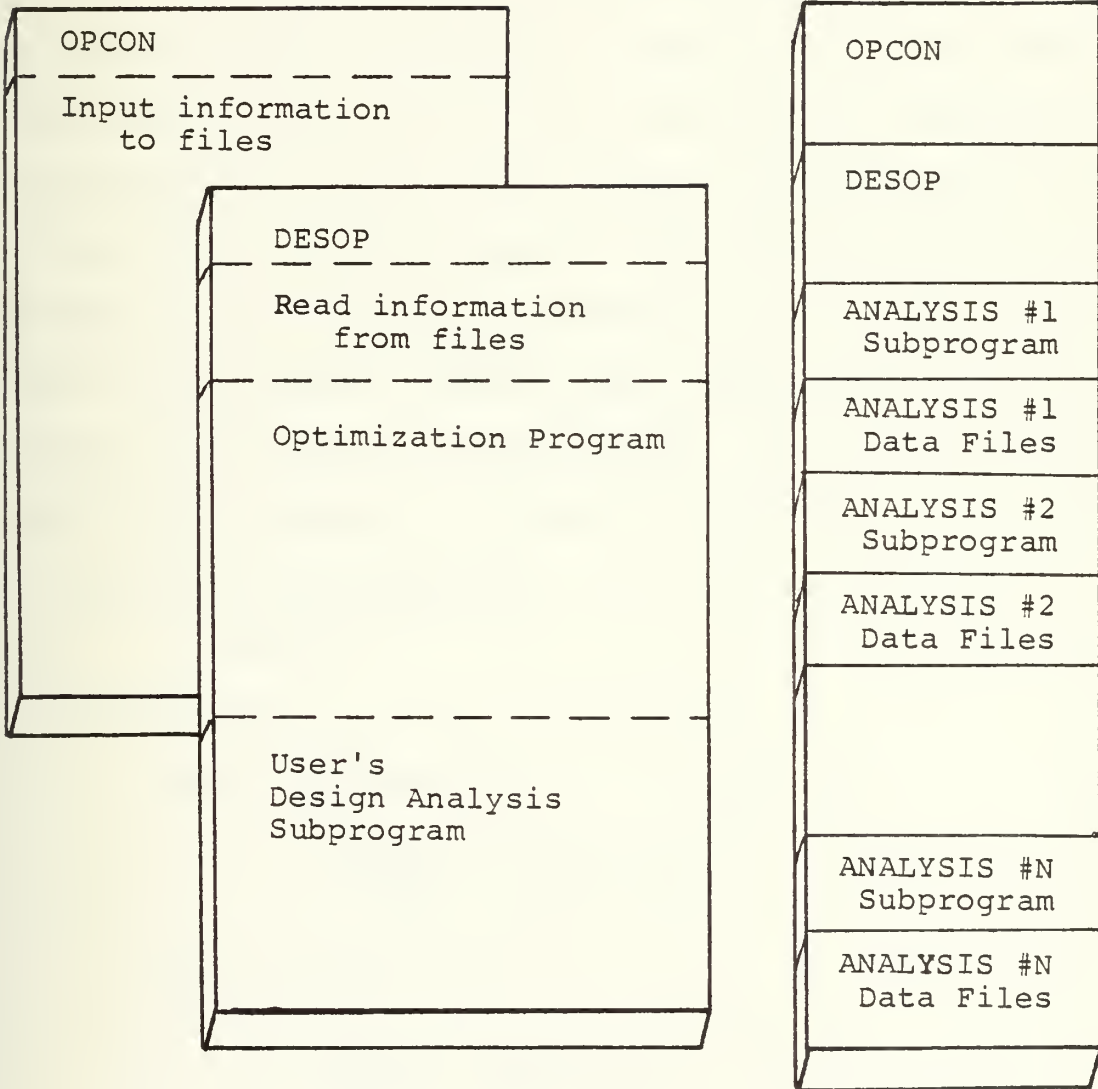 OPCON
Input information
to files
DESOP
Read information
from files
Optimization Program
User's
Design Analysis
Subprogram
OPCON
DESOP
ANALYSIS #1
Subprogram
ANALYSIS #1
Data Files
ANALYSIS #2
Subprogram
ANALYSIS #2
Data Files
ANALYSIS #N
Subprogram
ANALYSIS #N
Data Files